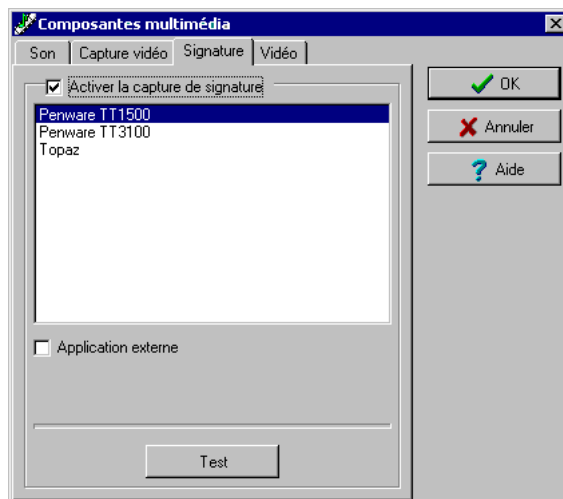 Composantes multimédia
Son Capture vidéo Signature Vidéo
Activer la capture de signature
Penware TT1500
Penware TT3100
Topaz
Application externe
Test
OK
Annuler
? Aide